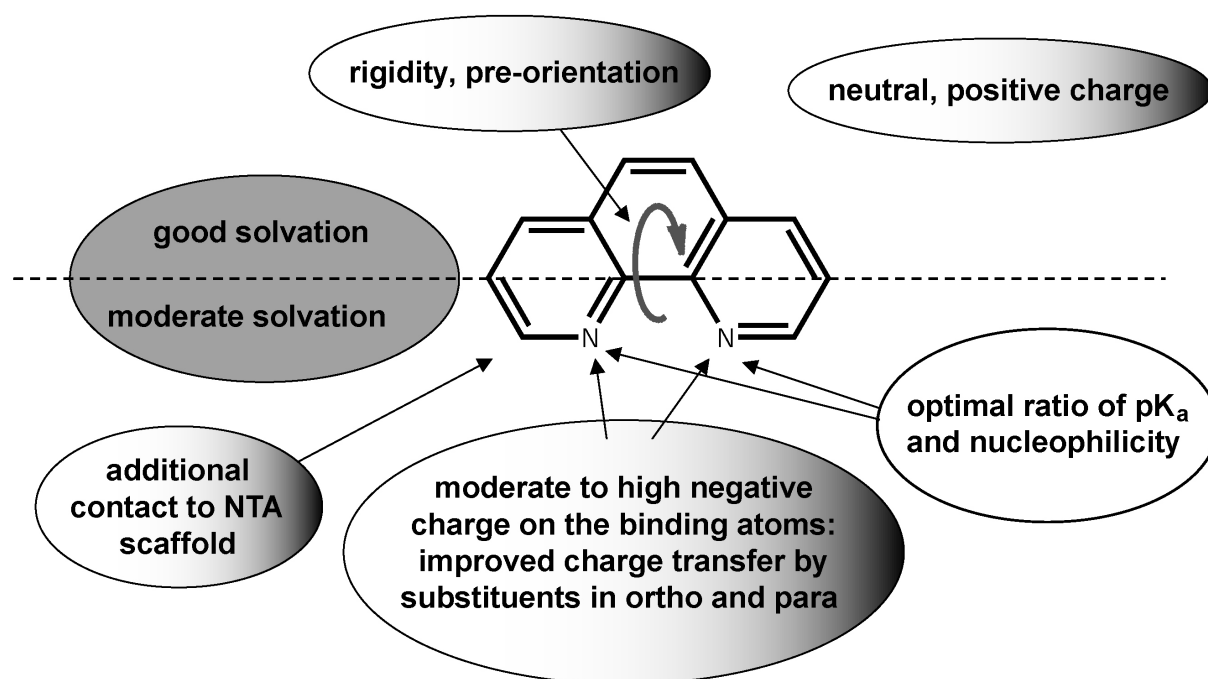 rigidity, pre-orientation
neutral, positive charge
good solvation
moderate solvation
N
N
optimal ratio of pKa
and nucleophilicity
additional
contact to NTA
scaffold
moderate to high negative
charge on the binding atoms:
improved charge transfer by
substituents in ortho and para